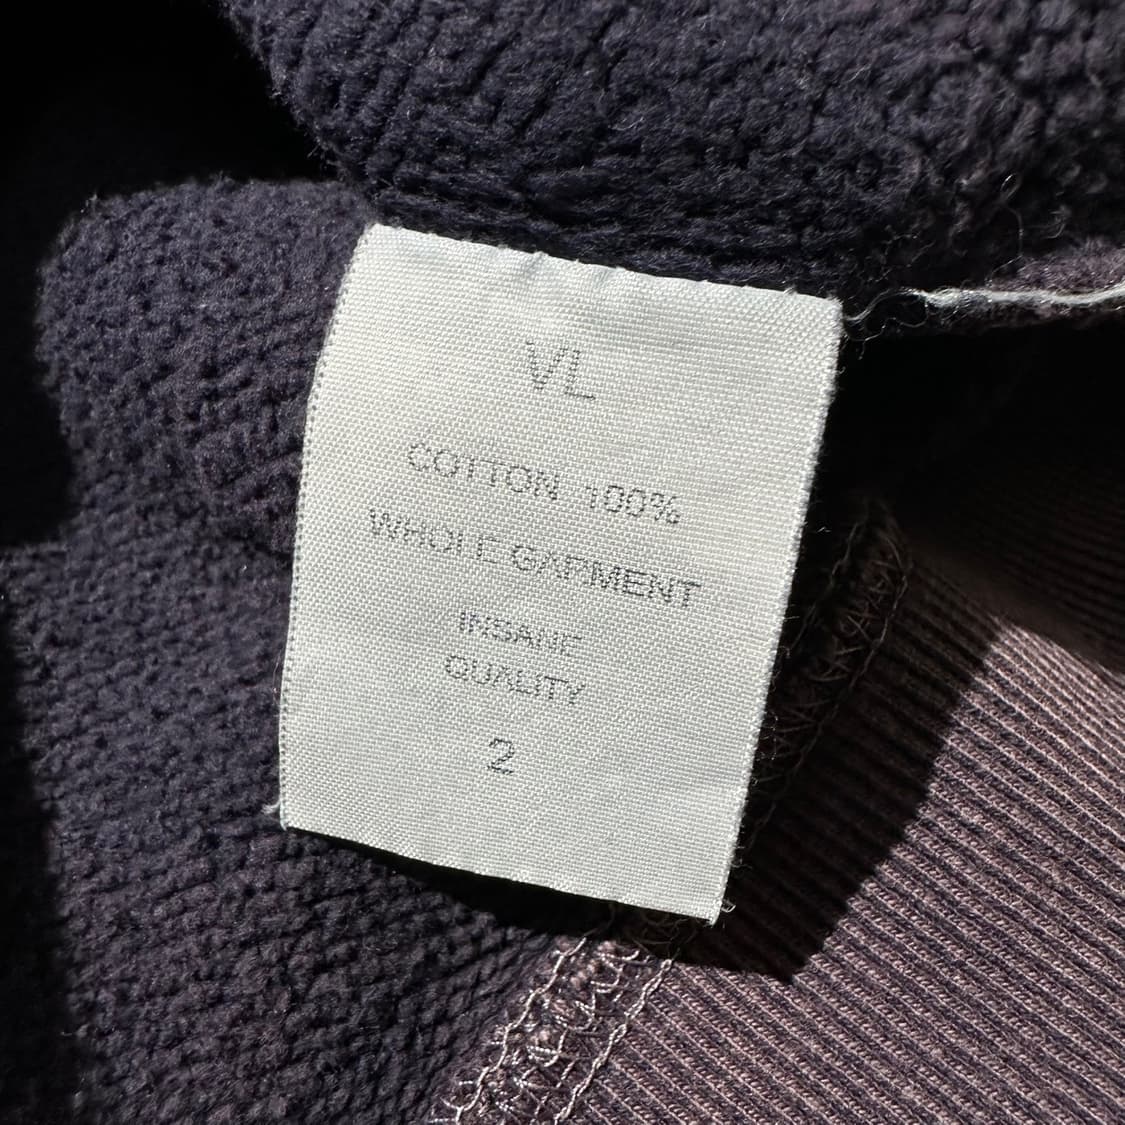 VL
COTTON 100%
WHOLE GARMENT
INSANE
QUALITY
2